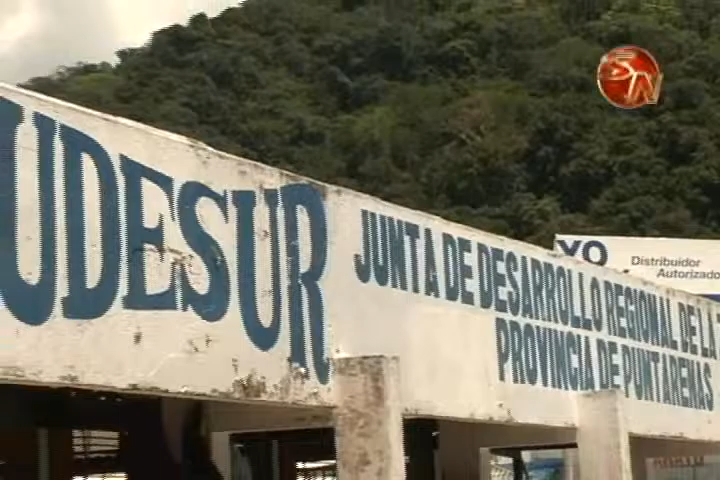 UDESUR
JUNTA DE DESARROLLO REGIONAL DE LA
PROVINCIA DE PUNTARENAS
YO
Distribuidor
Autorizado